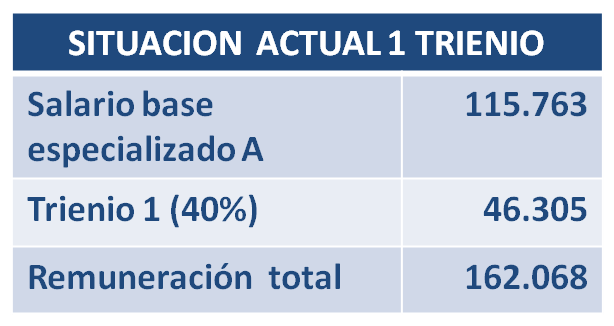 SITUACION ACTUAL 1 TRIENIO
Salario base 115.763
especializado A
Trienio 1 (40%) 46.305
Remuneración total 162.068